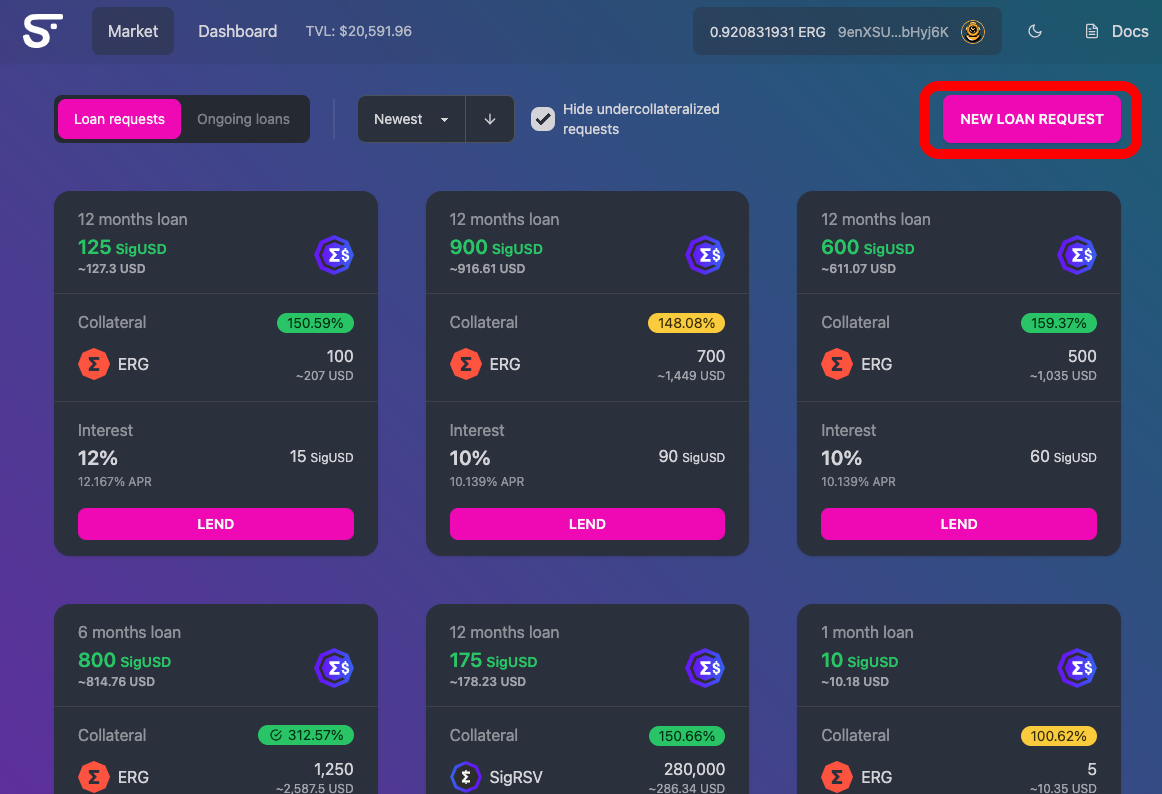 Market
Dashboard
TVL: $20,591.96
0.920831931 ERG 9enXSU...bHyj6K
Docs
Loan requests
Ongoing loans
Newest
Hide undercollateralized
requests
NEW LOAN REQUEST
12 months loan
125 SigUSD
~127.3 USD
Σ$
Collateral
150.59%
Σ ERG
100
~207 USD
Interest
12%
15 SigUSD
12.167% APR
LEND
12 months loan
900 SigUSD
~916.61 USD
Σ$
Collateral
148.08%
Σ ERG
700
~1,449 USD
Interest
10%
90 SigUSD
10.139% APR
LEND
12 months loan
600 SigUSD
~611.07 USD
Σ$
Collateral
159.37%
Σ ERG
500
~1,035 USD
Interest
10%
60 SigUSD
10.139% APR
LEND
6 months loan
800 SigUSD
~814.76 USD
Σ$
Collateral
312.57%
Σ ERG
1,250
~2,587.5 USD
12 months loan
175 SigUSD
~178.23 USD
Σ$
Collateral
150.66%
SigRSV
280,000
~286.34 USD
1 month loan
10 SigUSD
~10.18 USD
Σ$
Collateral
100.62%
Σ ERG
5
~10.35 USD